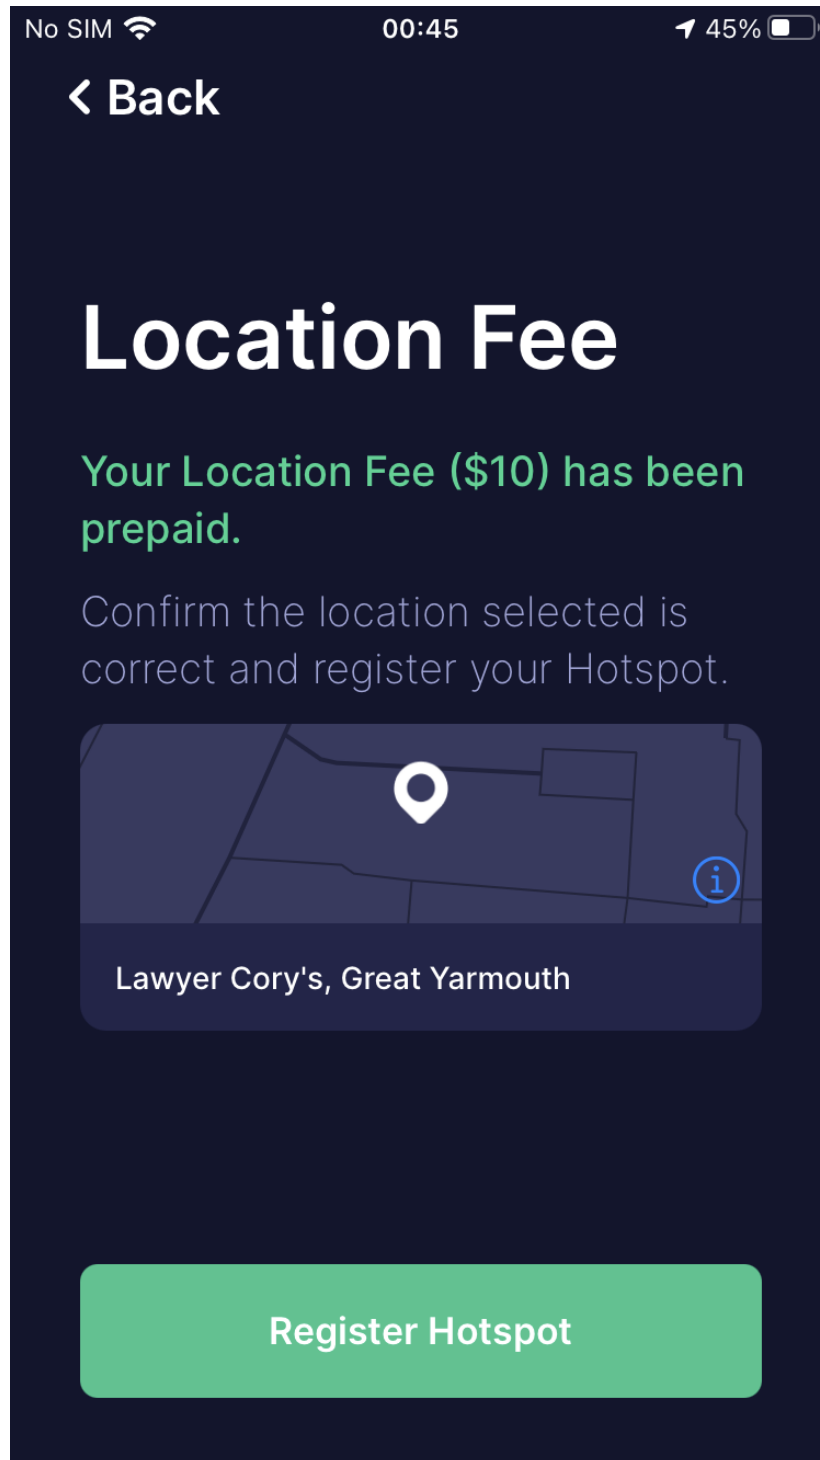 No SIM 00:45 45%
Back
Location Fee
Your Location Fee ($10) has been
prepaid.
Confirm the location selected is
correct and register your Hotspot.
i
Lawyer Cory's, Great Yarmouth
Register Hotspot